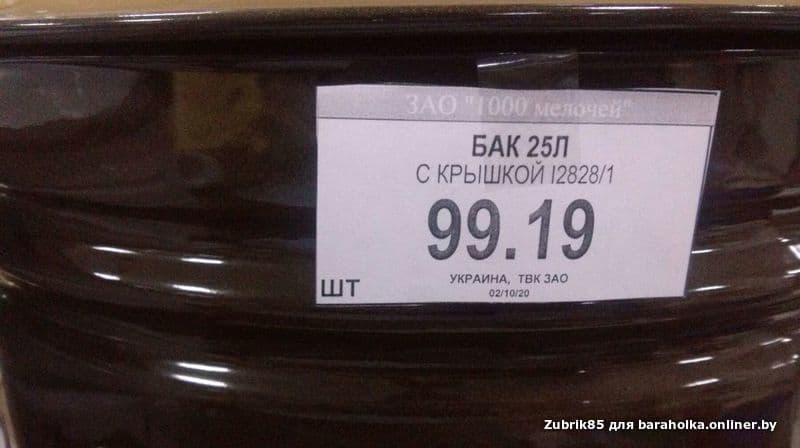 ЗАО "1000 мелочей"
БАК 25Л
С КРЫШКОЙ I2828/1
99.19
УКРАИНА, ТВК ЗАО
ШТ
02/10/20
Zubrik85 для baraholka.onliner.by